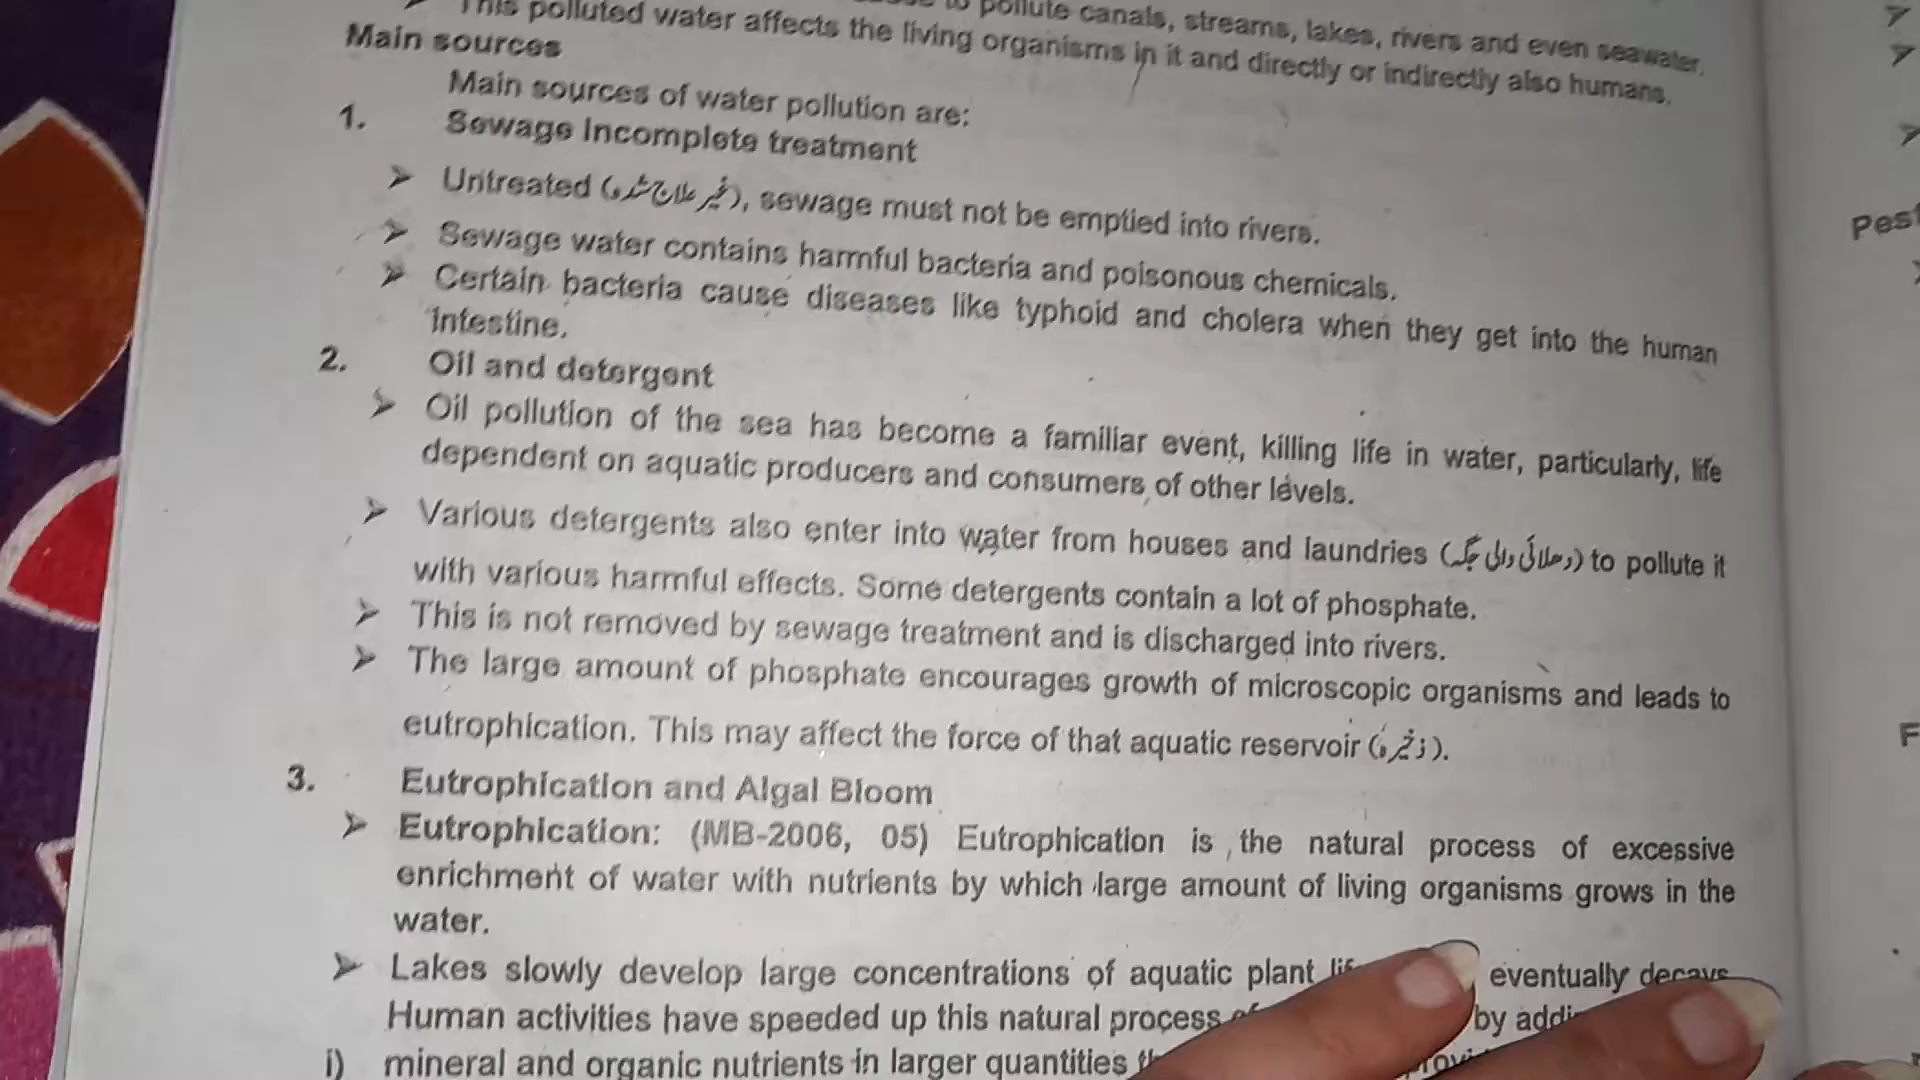 to pollute canals, streams, lakes, rivers and even seawater.
This polluted water affects the living organisms in it and directly or indirectly also humans.
Main sources
Main sources of water pollution are:
1. Sewage Incomplete treatment
➤ Untreated (غیر علاج شدہ), sewage must not be emptied into rivers.
➤ Sewage water contains harmful bacteria and poisonous chemicals.
➤ Certain bacteria cause diseases like typhoid and cholera when they get into the human
intestine.
2. Oil and detergent
➤ Oil pollution of the sea has become a familiar event, killing life in water, particularly, life
dependent on aquatic producers and consumers of other levels.
➤ Various detergents also enter into water from houses and laundries (دھلائی والی جگہ) to pollute it
with various harmful effects. Some detergents contain a lot of phosphate.
➤ This is not removed by sewage treatment and is discharged into rivers.
➤ The large amount of phosphate encourages growth of microscopic organisms and leads to
eutrophication. This may affect the force of that aquatic reservoir (ذخیرہ).
3. Eutrophication and Algal Bloom
➤ Eutrophication: (MB-2006, 05) Eutrophication is the natural process of excessive
enrichment of water with nutrients by which large amount of living organisms grows in the
water.
➤ Lakes slowly develop large concentrations of aquatic plant eventually decays
Human activities have speeded up this natural process by
i) mineral and organic nutrients in larger quantities